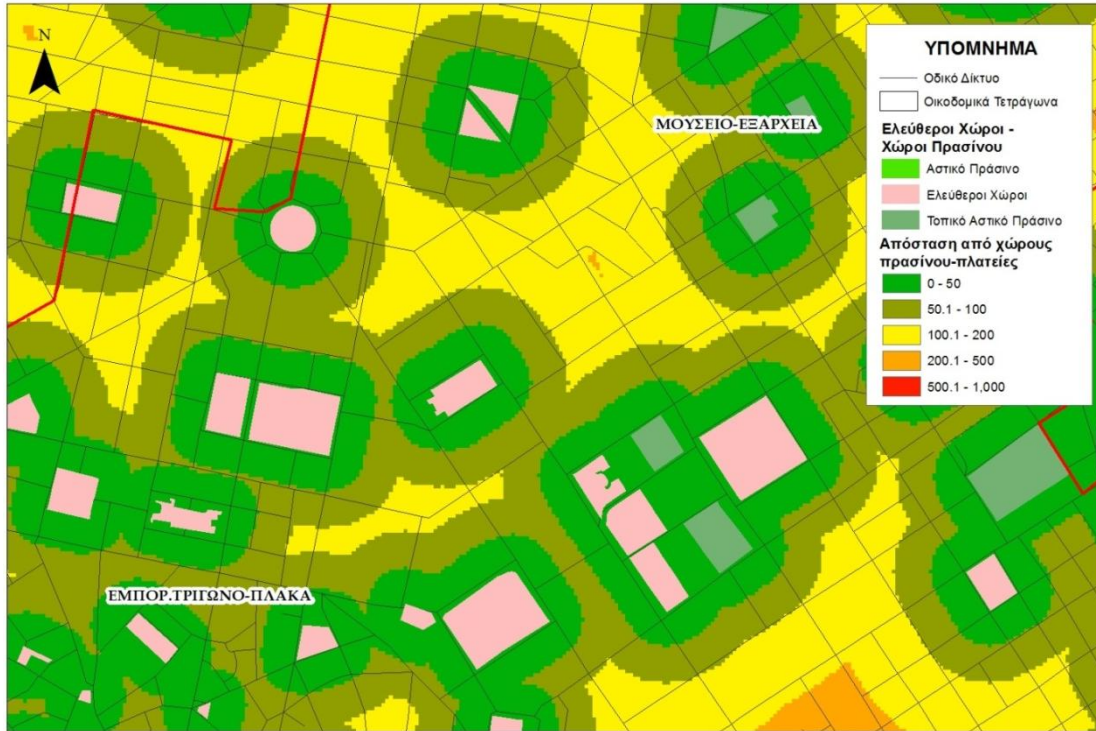 N
ΜΟΥΣΕΙΟ-ΕΞΑΡΧΕΙΑ
ΕΜΠΟΡ.ΤΡΙΓΩΝΟ-ΠΛΑΚΑ
ΥΠΟΜΝΗΜΑ
Οδικό Δίκτυο
Οικοδομικά Τετράγωνα
Ελεύθεροι Χώροι -
Χώροι Πρασίνου
Αστικό Πράσινο
Ελεύθεροι Χώροι
Τοπικό Αστικό Πράσινο
Απόσταση από χώρους
πρασίνου-πλατείες
0 - 50
50.1 - 100
100.1 - 200
200.1 - 500
500.1 - 1,000